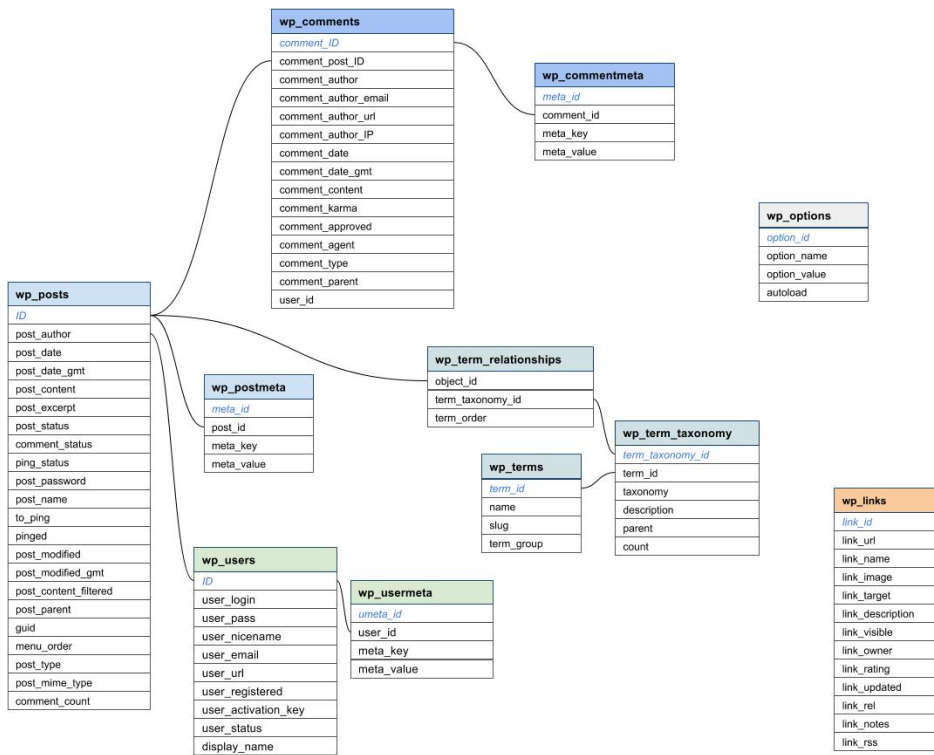 wp_comments
comment_ID
comment_post_ID
comment_author
comment_author_email
comment_author_url
comment_author_IP
comment_date
comment_date_gmt
comment_content
comment_karma
comment_approved
comment_agent
comment_type
comment_parent
user_id
wp_commentmeta
meta_id
comment_id
meta_key
meta_value
wp_options
option_id
option_name
option_value
autoload
wp_posts
ID
post_author
post_date
post_date_gmt
post_content
post_excerpt
post_status
comment_status
ping_status
post_password
post_name
to_ping
pinged
post_modified
post_modified_gmt
post_content_filtered
post_parent
guid
menu_order
post_type
post_mime_type
comment_count
wp_postmeta
meta_id
post_id
meta_key
meta_value
wp_term_relationships
object_id
term_taxonomy_id
term_order
wp_term_taxonomy
term_taxonomy_id
term_id
taxonomy
description
parent
count
wp_terms
term_id
name
slug
term_group
wp_users
ID
user_login
user_pass
user_nicename
user_email
user_url
user_registered
user_activation_key
user_status
display_name
wp_usermeta
umeta_id
user_id
meta_key
meta_value
wp_links
link_id
link_url
link_name
link_image
link_target
link_description
link_visible
link_owner
link_rating
link_updated
link_rel
link_notes
link_rss